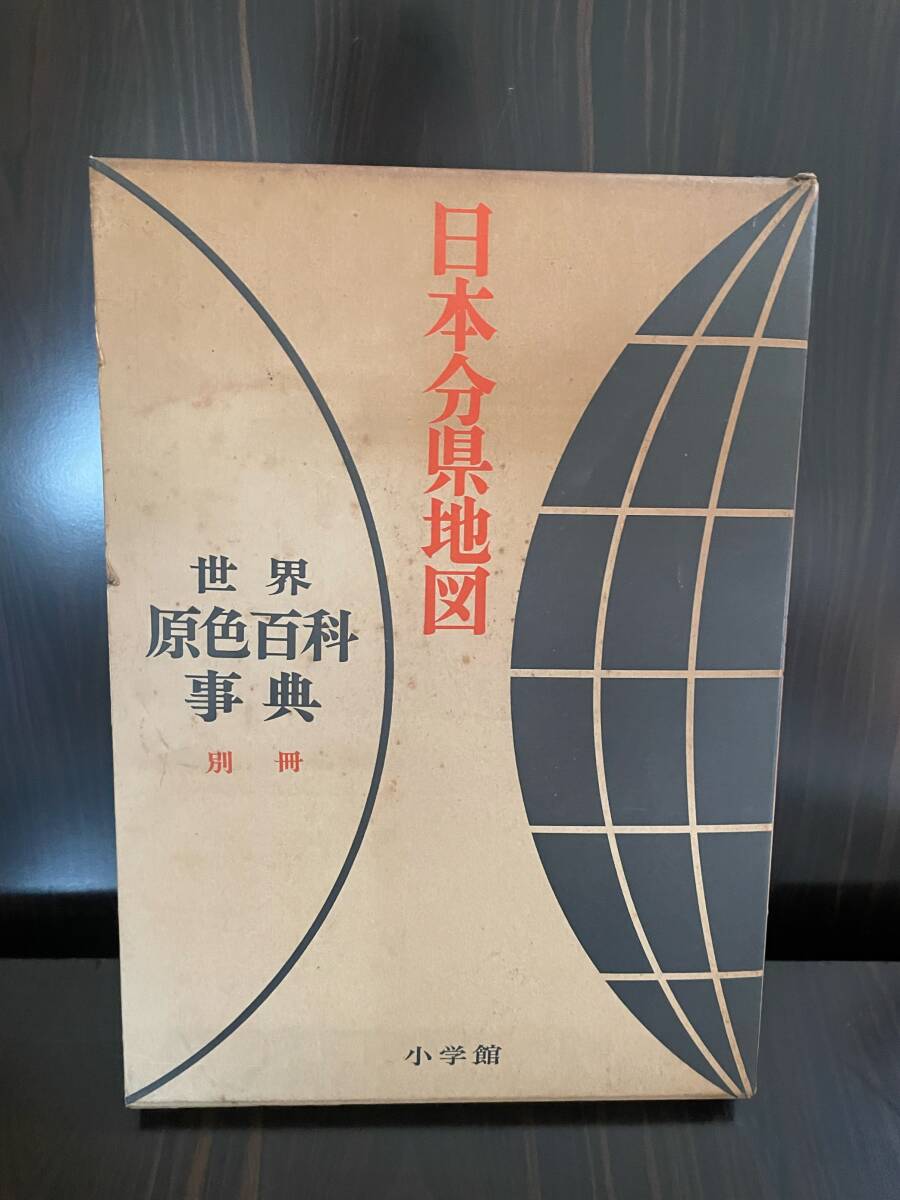 日本分県地図
世界
原色百科
事典
別冊
小学館